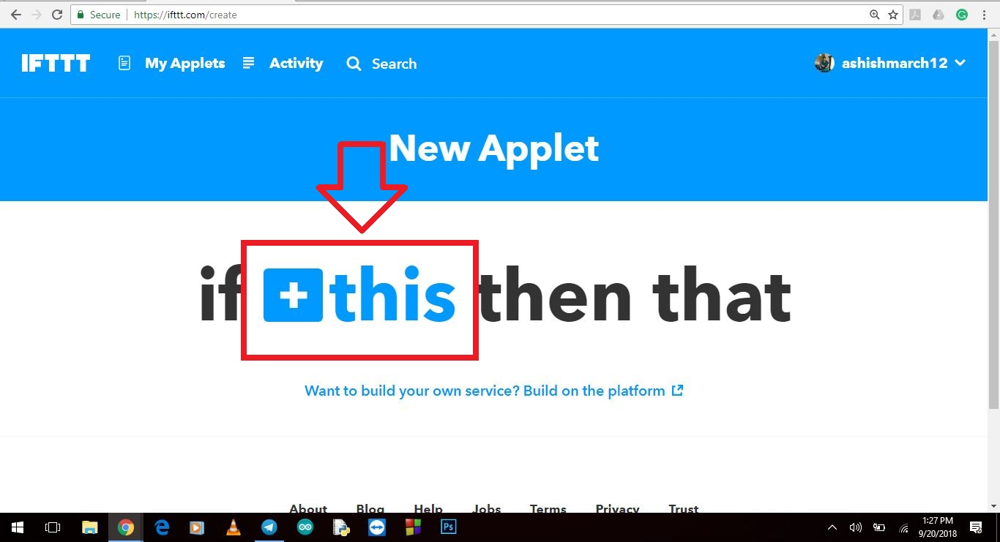 Secure https://ifttt.com/create
IFTTT My Applets Activity Search ashishmarch12
New Applet
if + this then that
Want to build your own service? Build on the platform
About Blog Help Jobs Terms Privacy Trust
Ps
1:27 PM
9/20/2018